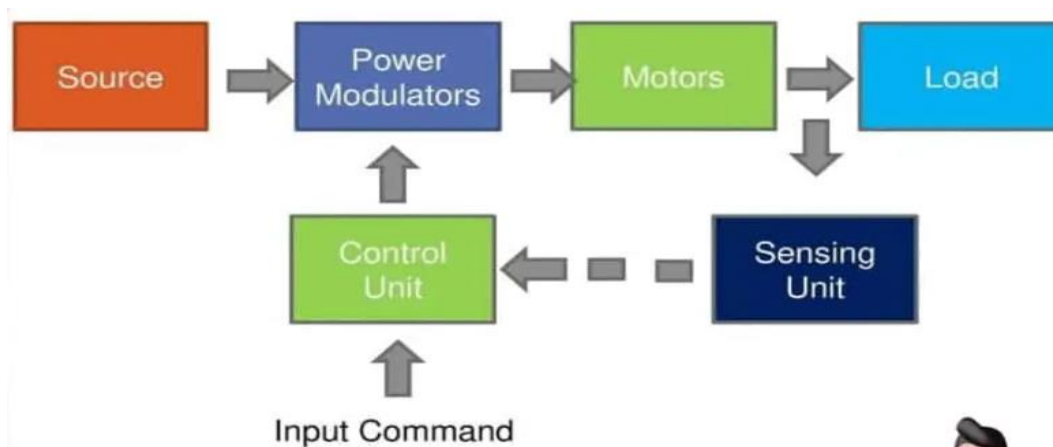 Source
Power
Modulators
Motors
Load
Control
Unit
Sensing
Unit
Input Command